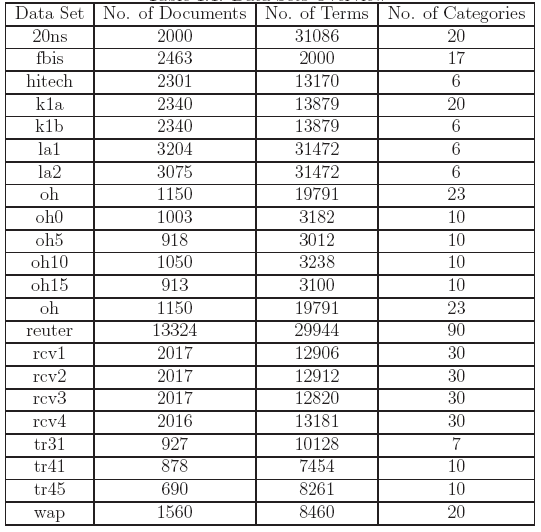 Data Set No. of Documents No. of Terms No. of Categories
20ns 2000 31086 20
fbis 2463 2000 17
hitech 2301 13170 6
k1a 2340 13879 20
k1b 2340 13879 6
la1 3204 31472 6
la2 3075 31472 6
oh 1150 19791 23
oh0 1003 3182 10
oh5 918 3012 10
oh10 1050 3238 10
oh15 913 3100 10
oh 1150 19791 23
reuter 13324 29944 90
rcv1 2017 12906 30
rcv2 2017 12912 30
rcv3 2017 12820 30
rcv4 2016 13181 30
tr31 927 10128 7
tr41 878 7454 10
tr45 690 8261 10
wap 1560 8460 20